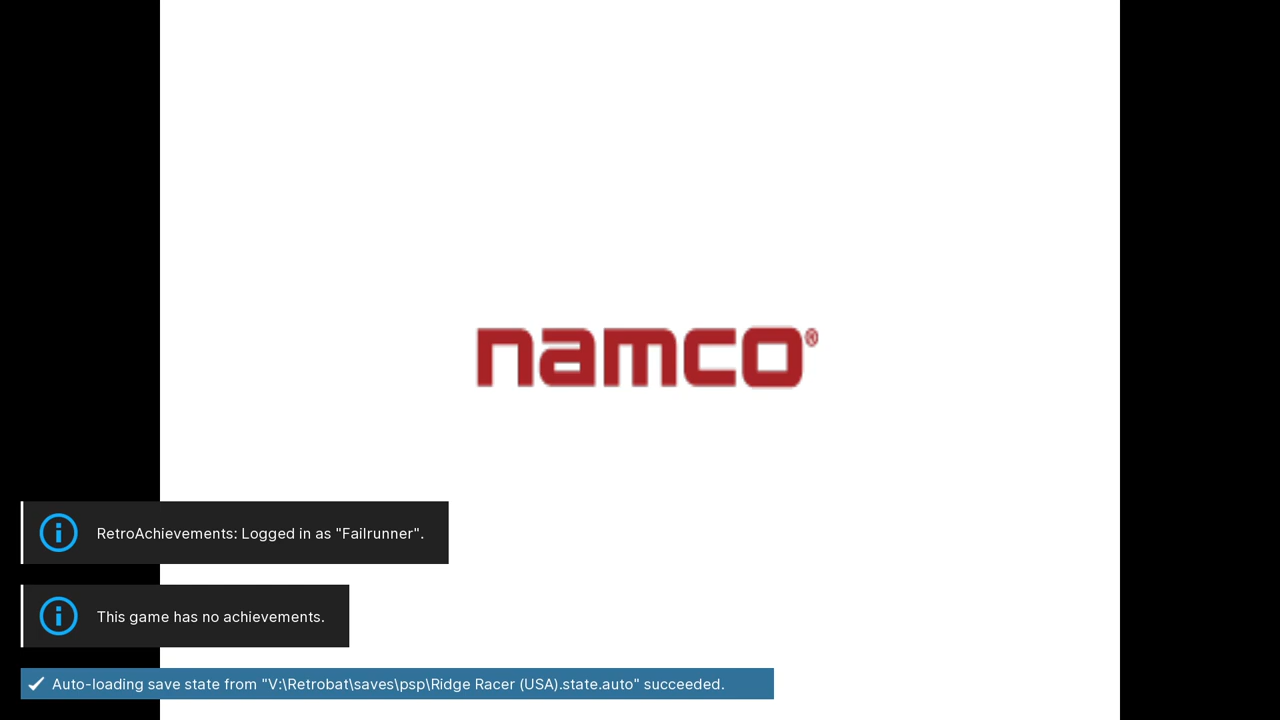 namco®
RetroAchievements: Logged in as "Failrunner".
This game has no achievements.
Auto-loading save state from "V:\Retrobat\saves\psp\Ridge Racer (USA).state.auto" succeeded.